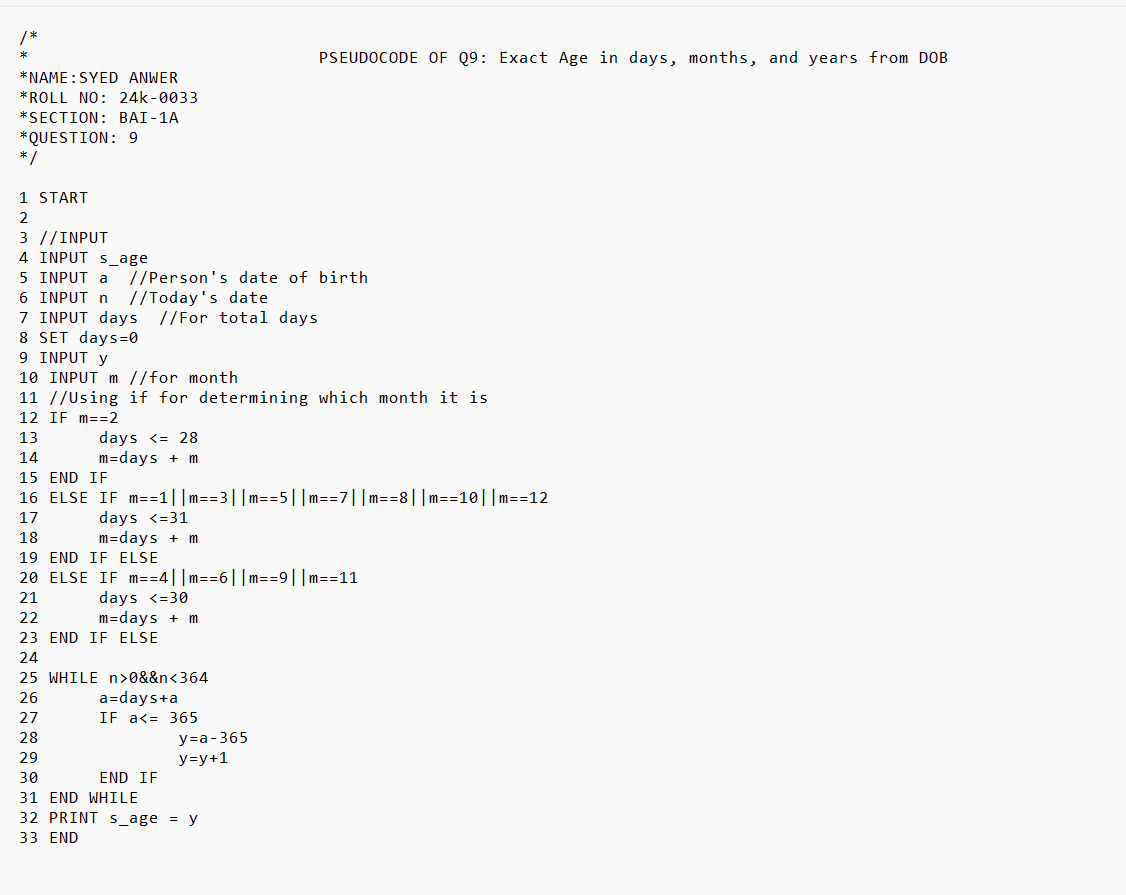 /*
* PSEUDOCODE OF Q9: Exact Age in days, months, and years from DOB
*NAME:SYED ANWER
*ROLL NO: 24k-0033
*SECTION: BAI-1A
*QUESTION: 9
*/
1 START
2
3 //INPUT
4 INPUT s_age
5 INPUT a  //Person's date of birth
6 INPUT n  //Today's date
7 INPUT days  //For total days
8 SET days=0
9 INPUT y
10 INPUT m //for month
11 //Using if for determining which month it is
12 IF m==2
13      days <= 28
14      m=days + m
15 END IF
16 ELSE IF m==1||m==3||m==5||m==7||m==8||m==10||m==12
17      days <=31
18      m=days + m
19 END IF ELSE
20 ELSE IF m==4||m==6||m==9||m==11
21      days <=30
22      m=days + m
23 END IF ELSE
24
25 WHILE n>0&&n<364
26      a=days+a
27      IF a<= 365
28              y=a-365
29              y=y+1
30      END IF
31 END WHILE
32 PRINT s_age = y
33 END